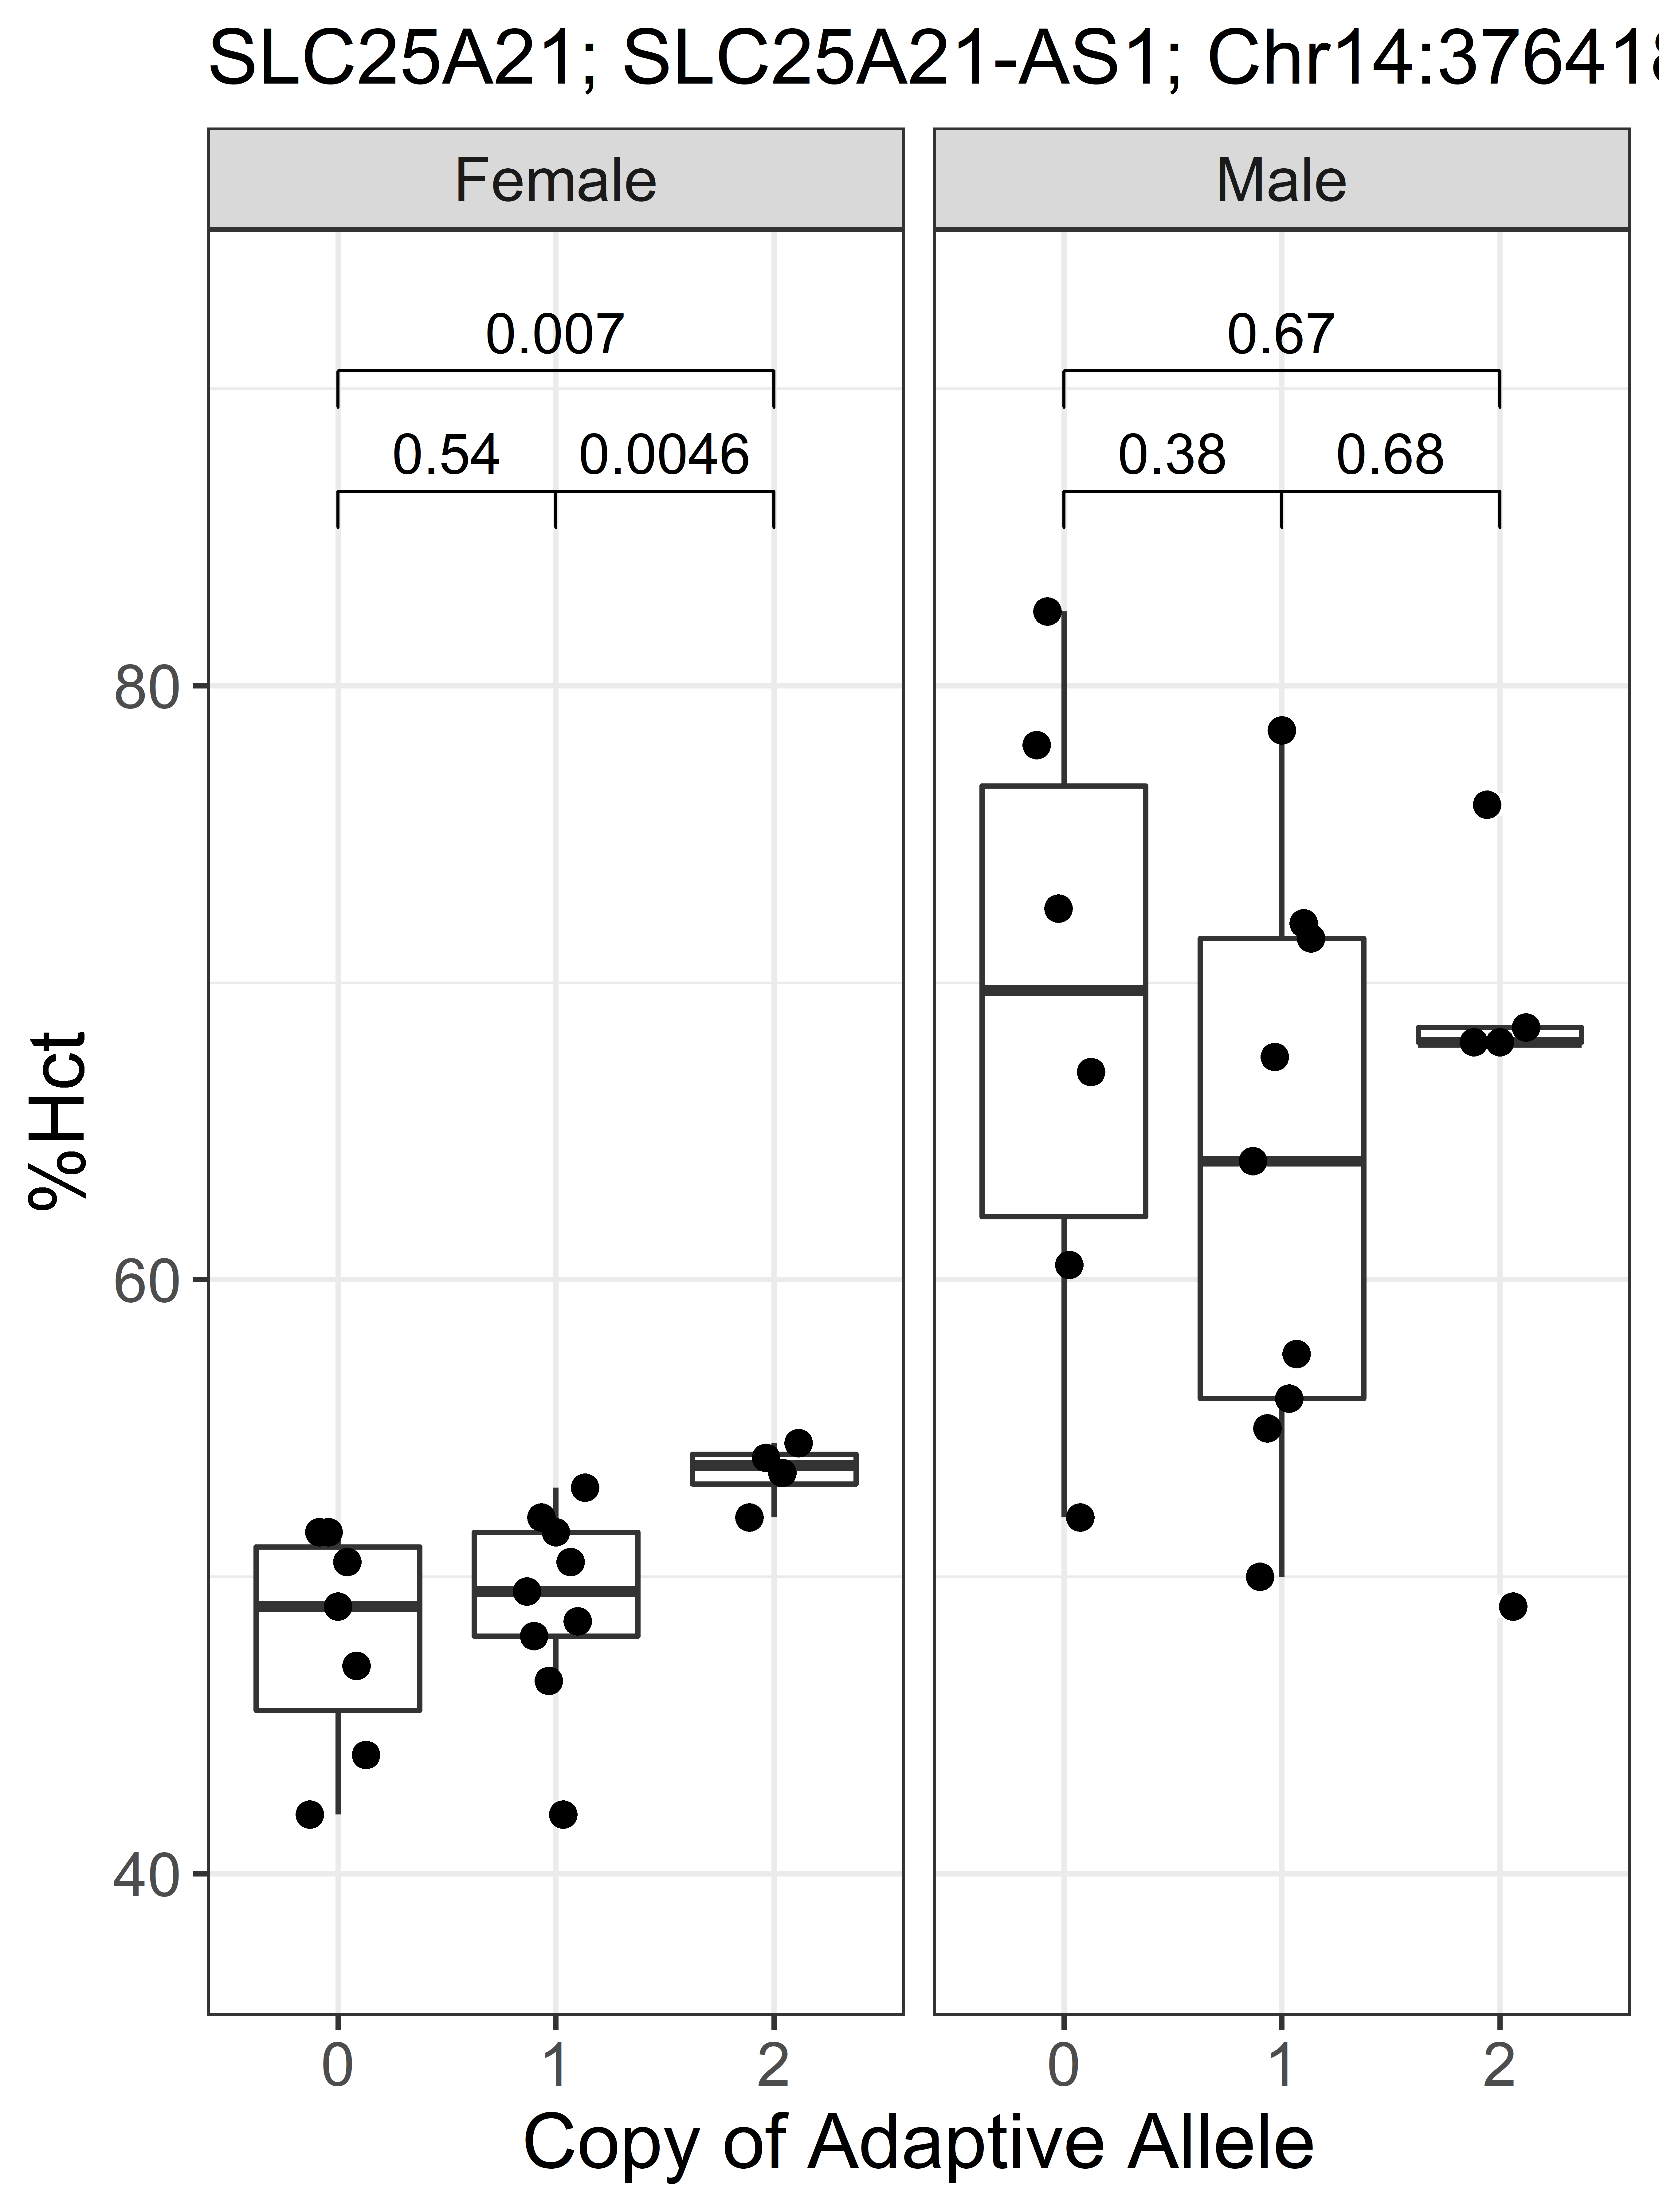 SLC25A21; SLC25A21-AS1; Chr14:376418
Female
Male
0.007
0.67
0.54
0.0046
0.38
0.68
80
60
40
%Hct
0 1 2
0 1 2
Copy of Adaptive Allele